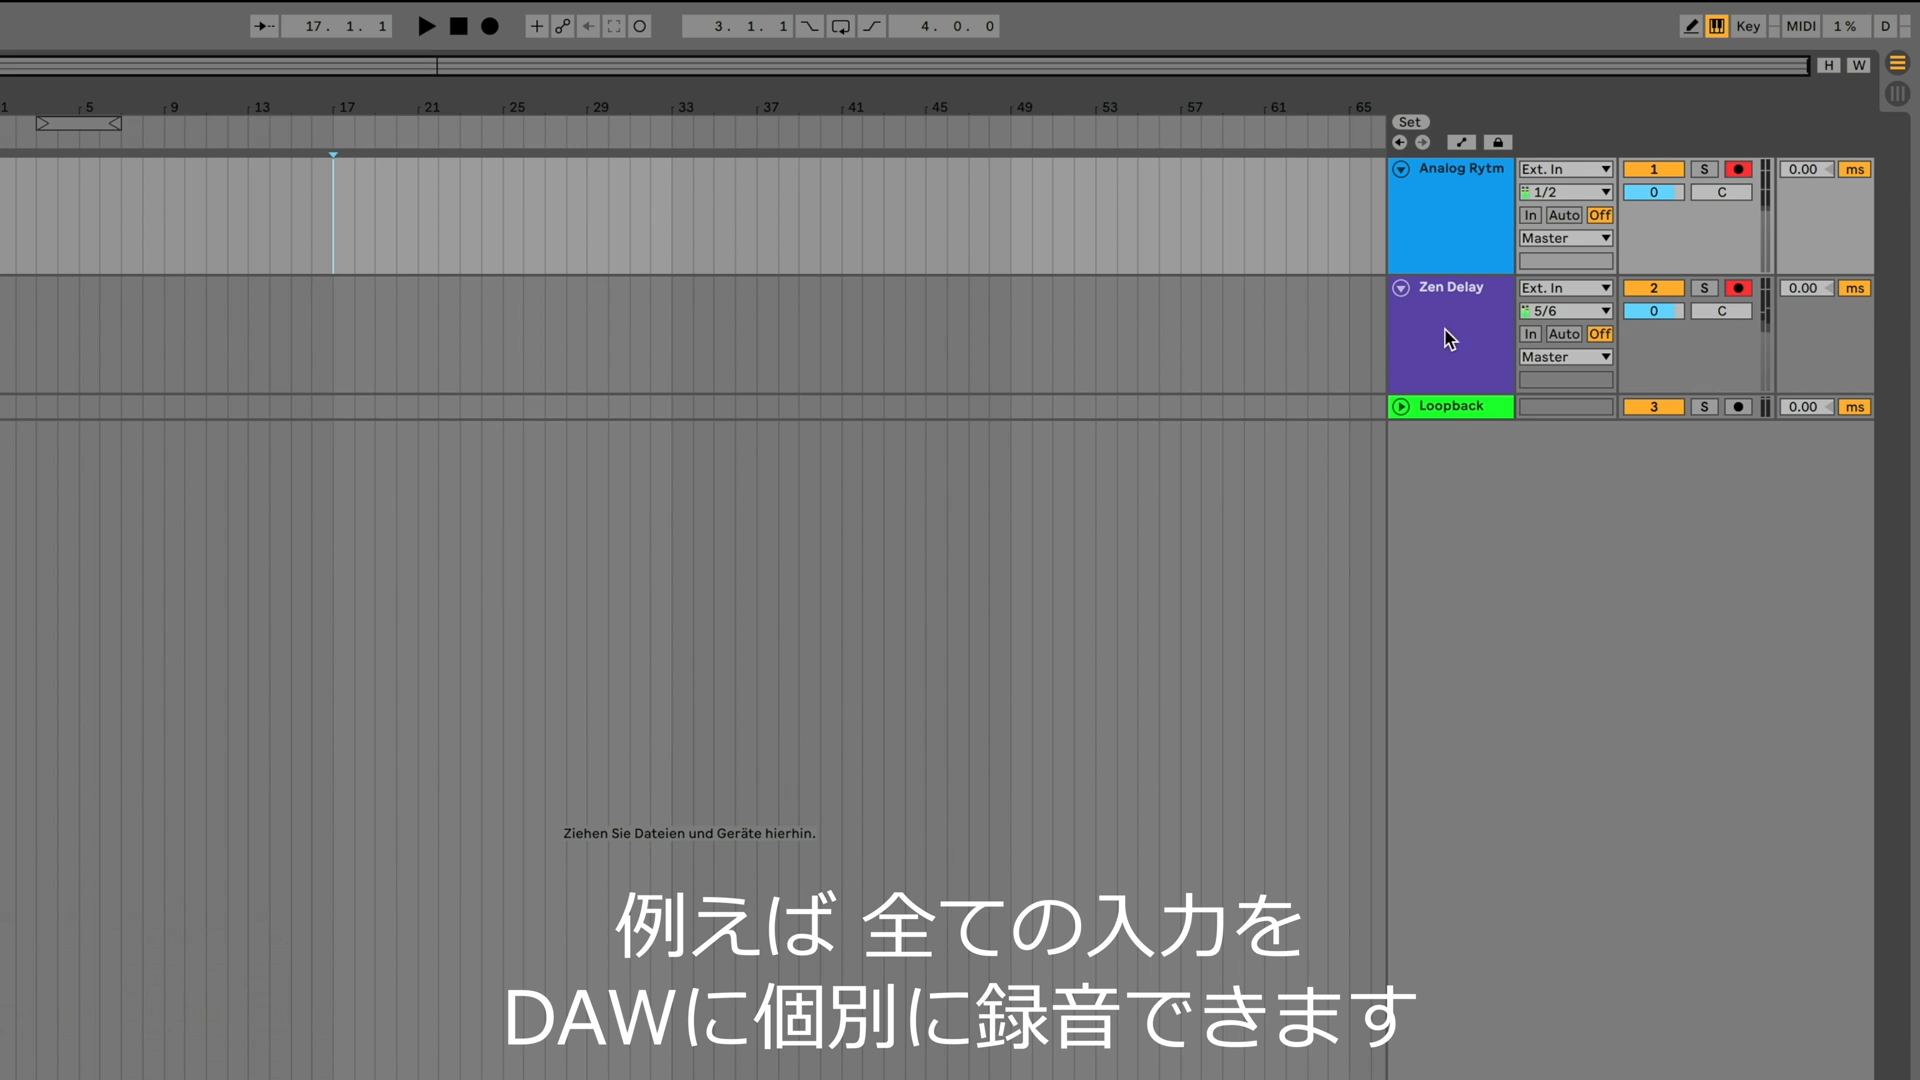 17. 1. 1
3. 1. 1
4. 0. 0
Key
MIDI
1 %
D
H
W
1 5 9 13 17 21 25 29 33 37 41 45 49 53 57 61 65
Set
Analog Rytm
Ext. In
1
S
0.00
ms
1/2
0
C
In Auto Off
Master
Zen Delay
Ext. In
2
S
0.00
ms
5/6
0
C
In Auto Off
Master
Loopback
3
S
0.00
ms
Ziehen Sie Dateien und Geräte hierhin.
例えば 全ての入力を
DAWに個別に録音できます